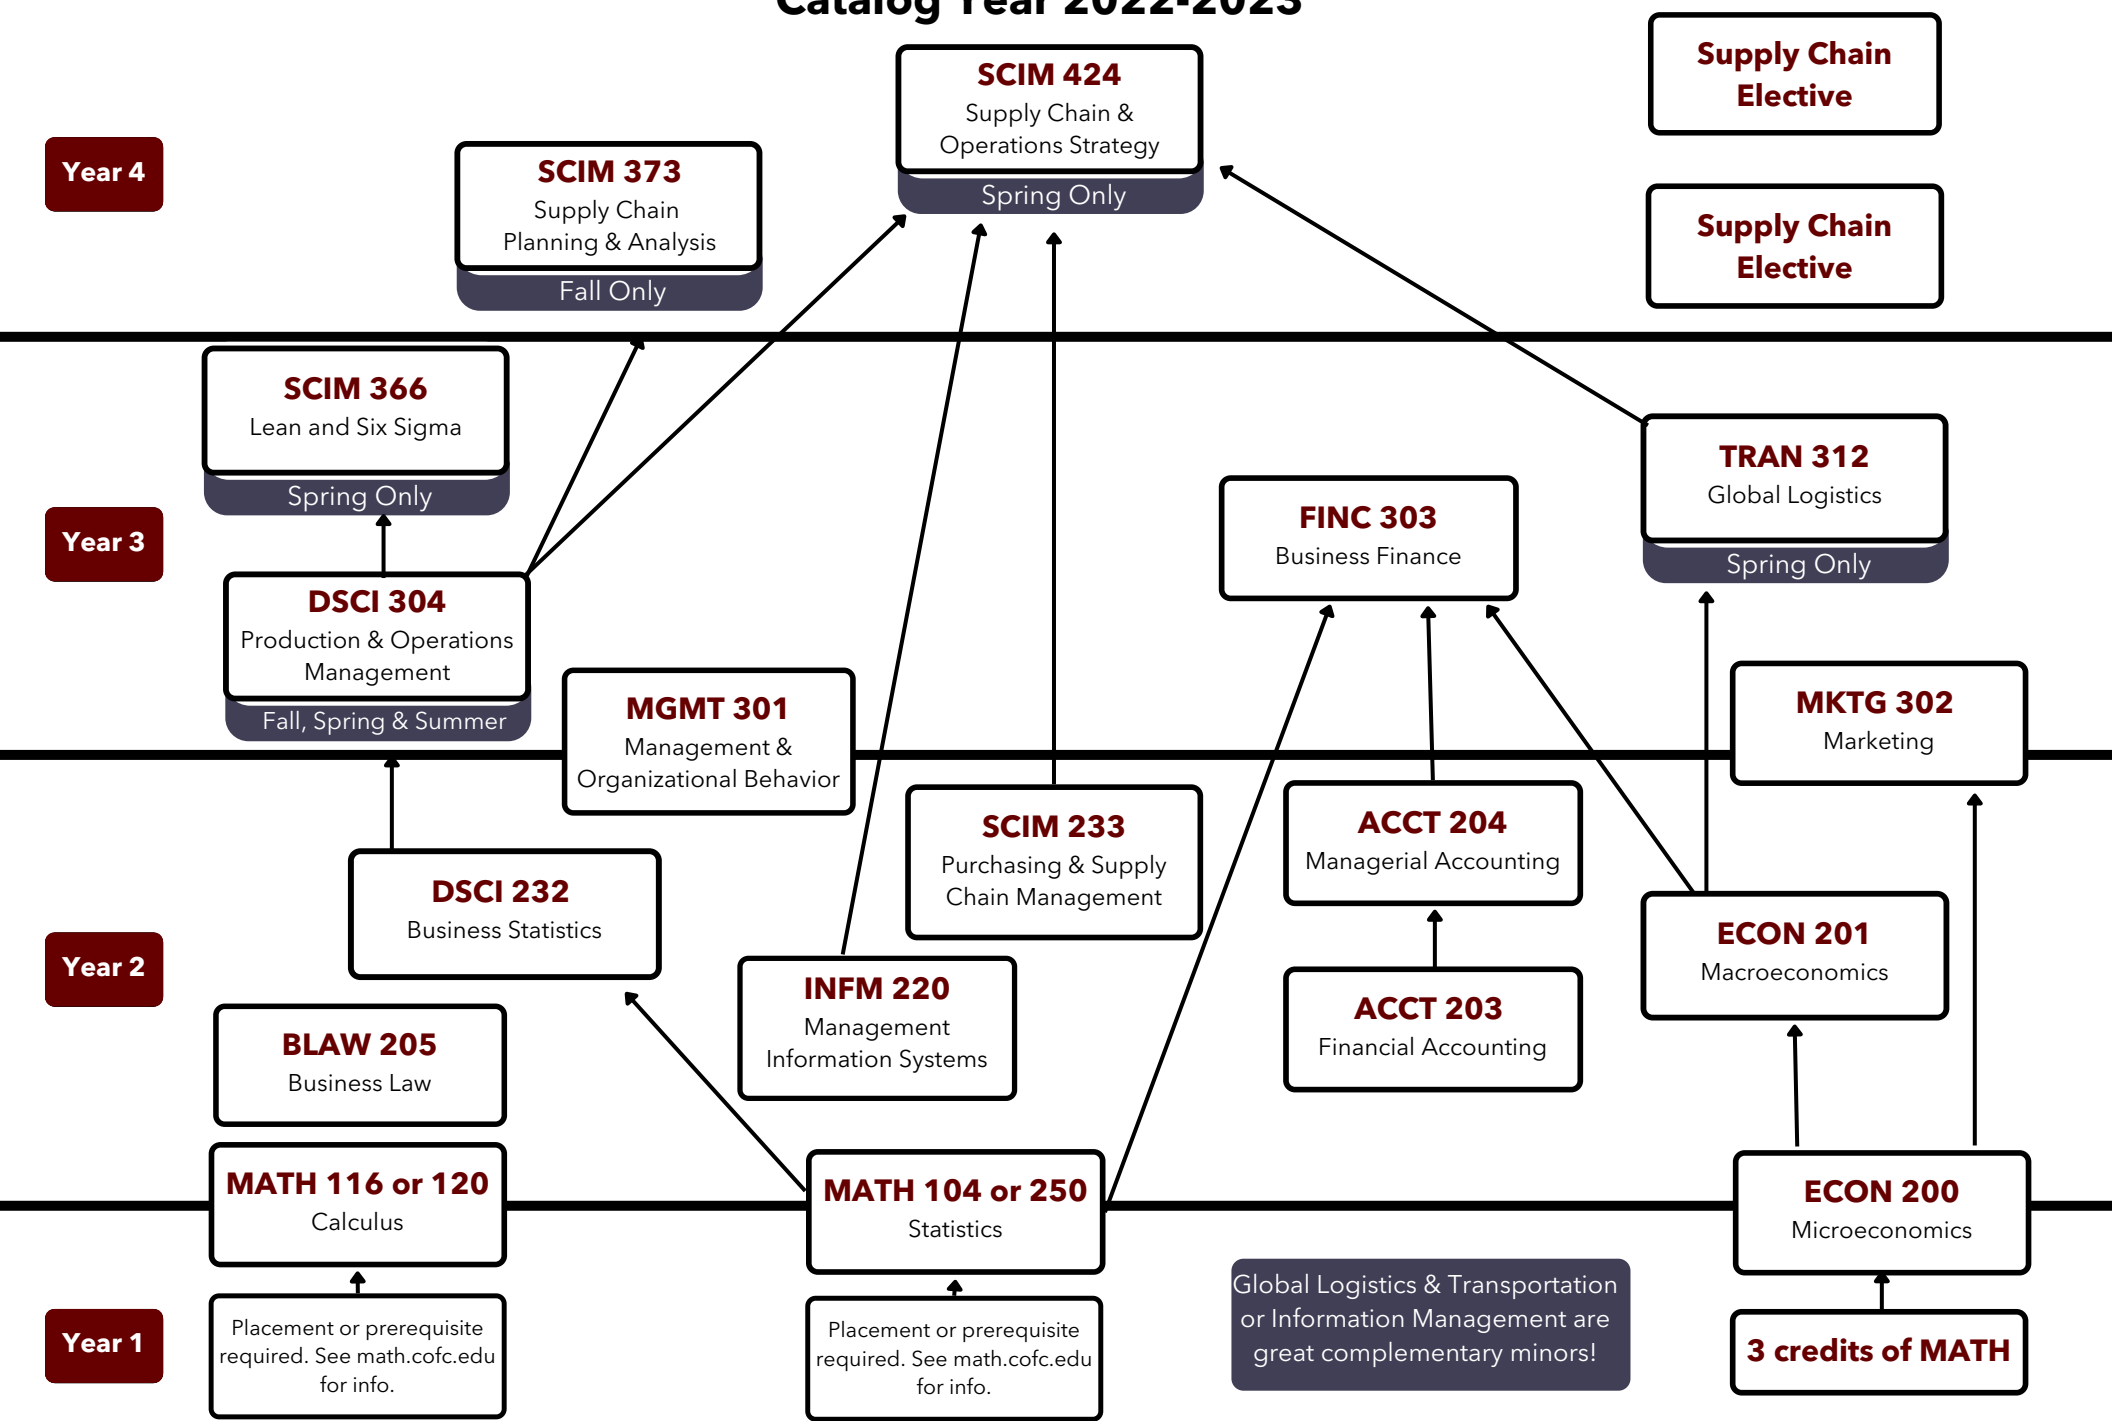 Catalog Year 2022-2023
Supply Chain
Elective
SCIM 424
Supply Chain &
Operations Strategy
Spring Only
Year 4
SCIM 373
Supply Chain
Planning & Analysis
Fall Only
Supply Chain
Elective
SCIM 366
Lean and Six Sigma
Spring Only
TRAN 312
Global Logistics
Spring Only
FINC 303
Business Finance
Year 3
DSCI 304
Production & Operations
Management
Fall, Spring & Summer
MGMT 301
Management &
Organizational Behavior
MKTG 302
Marketing
SCIM 233
Purchasing & Supply
Chain Management
ACCT 204
Managerial Accounting
DSCI 232
Business Statistics
ECON 201
Macroeconomics
Year 2
INFM 220
Management
Information Systems
ACCT 203
Financial Accounting
BLAW 205
Business Law
MATH 116 or 120
Calculus
MATH 104 or 250
Statistics
ECON 200
Microeconomics
Year 1
Placement or prerequisite
required. See math.cofc.edu
for info.
Placement or prerequisite
required. See math.cofc.edu
for info.
Global Logistics & Transportation
or Information Management are
great complementary minors!
3 credits of MATH